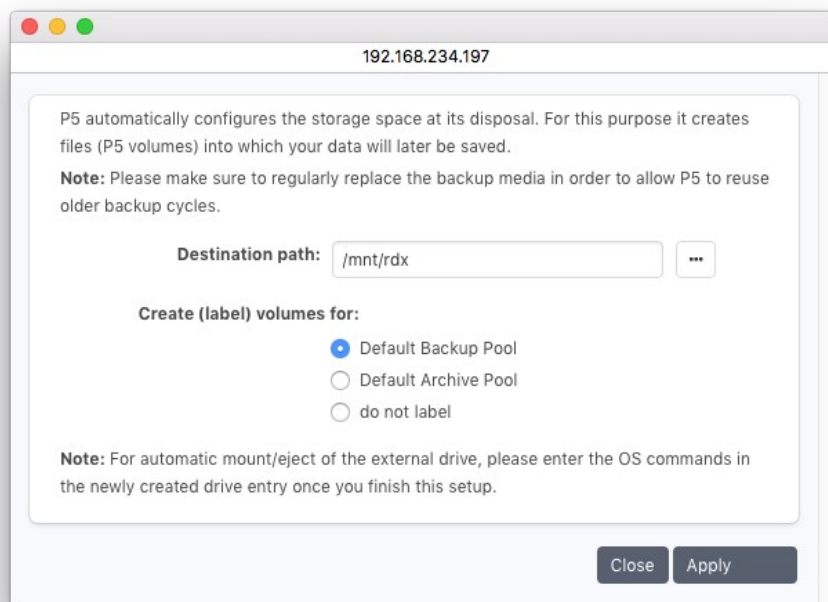 192.168.234.197
P5 automatically configures the storage space at its disposal. For this purpose it creates
files (P5 volumes) into which your data will later be saved.
Note: Please make sure to regularly replace the backup media in order to allow P5 to reuse
older backup cycles.
Destination path: /mnt/rdx ...
Create (label) volumes for:
Default Backup Pool
Default Archive Pool
do not label
Note: For automatic mount/eject of the external drive, please enter the OS commands in
the newly created drive entry once you finish this setup.
Close Apply